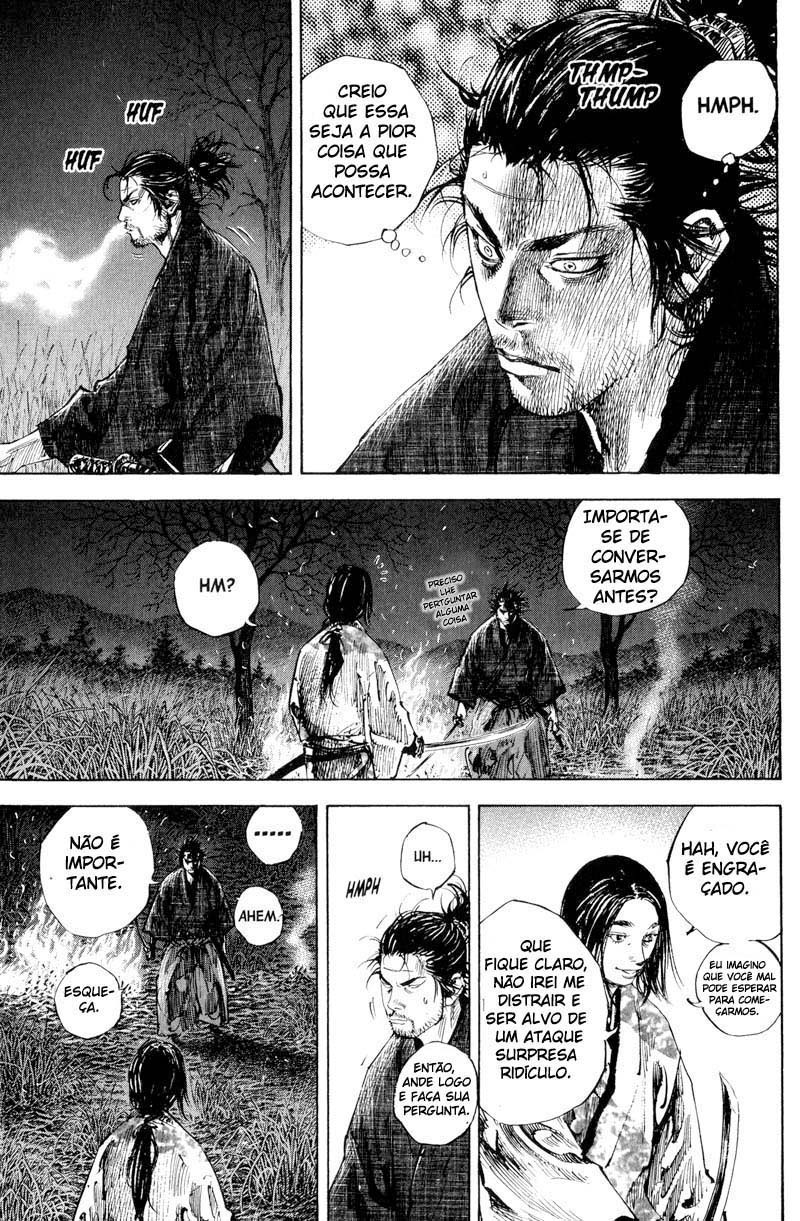 THMP-
THUMP
HMPH.
CREIO
QUE ESSA
SEJA A PIOR
COISA QUE
POSSA
ACONTECER.
HUF
HUF
IMPORTA-
SE DE
CONVER-
SARMOS
ANTES?
PRECISO
LHE
PERTGUNTAR
ALGUMA
COISA
HM?
HAH, VOCÊ
É ENGRA-
ÇADO.
EU IMAGINO
QUE VOCÊ MAL
PODE ESPERAR
PARA COME-
ÇARMOS.
QUE
FIQUE CLARO,
NÃO IREI ME
DISTRAIR E
SER ALVO DE
UM ATAQUE
SURPRESA
RIDÍCULO.
UH...
HMPH
ENTÃO,
ANDE LOGO
E FAÇA SUA
PERGUNTA.
.....
AHEM.
NÃO É
IMPOR-
TANTE.
ESQUE-
ÇA.